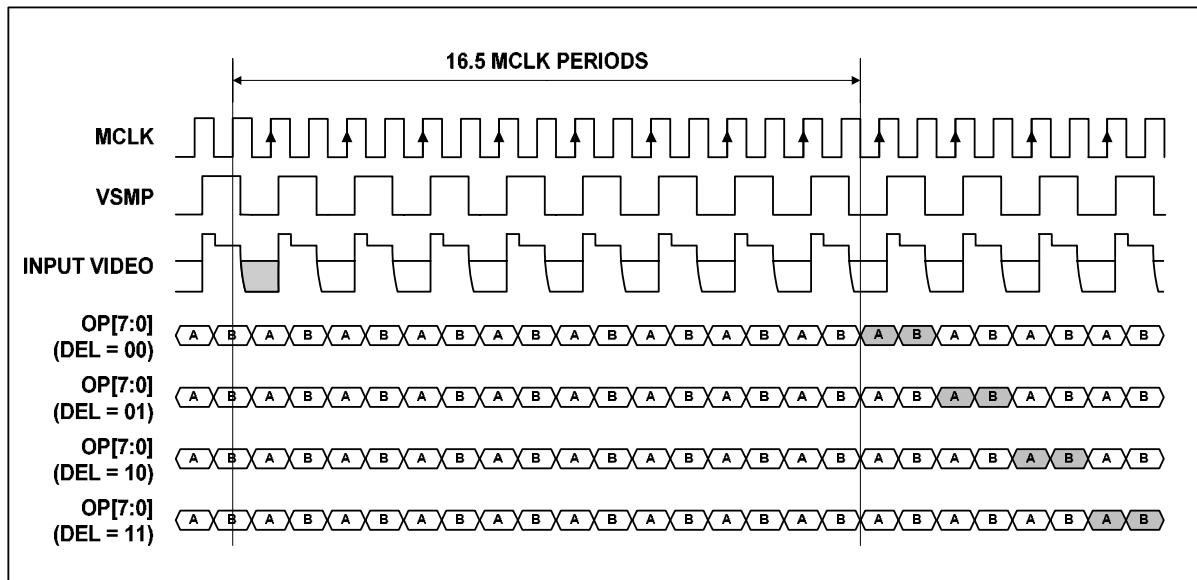 16.5 MCLK PERIODS
MCLK
VSMP
INPUT VIDEO
OP[7:0]
(DEL = 00)
A B A B A B A B A B A B A B A B A B A B A B A B A B
OP[7:0]
(DEL = 01)
A B A B A B A B A B A B A B A B A B A B A B A B A B
OP[7:0]
(DEL = 10)
A B A B A B A B A B A B A B A B A B A B A B A B A B
OP[7:0]
(DEL = 11)
A B A B A B A B A B A B A B A B A B A B A B A B A B